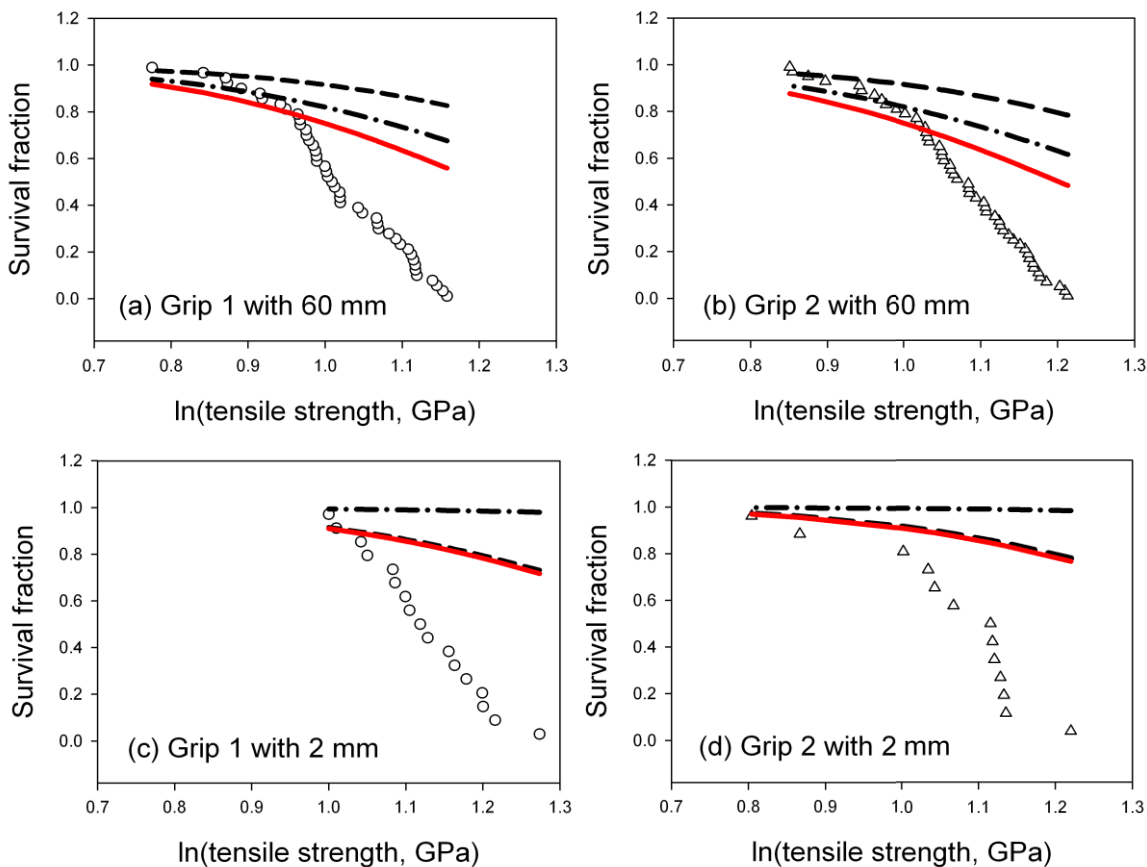 1.2
1.0
0.8
0.6
0.4
0.2
0.0
Survival fraction
(a) Grip 1 with 60 mm
0.7 0.8 0.9 1.0 1.1 1.2 1.3
ln(tensile strength, GPa)
1.2
1.0
0.8
0.6
0.4
0.2
0.0
Survival fraction
(b) Grip 2 with 60 mm
0.7 0.8 0.9 1.0 1.1 1.2 1.3
ln(tensile strength, GPa)
1.2
1.0
0.8
0.6
0.4
0.2
0.0
Survival fraction
(c) Grip 1 with 2 mm
0.7 0.8 0.9 1.0 1.1 1.2 1.3
ln(tensile strength, GPa)
1.2
1.0
0.8
0.6
0.4
0.2
0.0
Survival fraction
(d) Grip 2 with 2 mm
0.7 0.8 0.9 1.0 1.1 1.2 1.3
ln(tensile strength, GPa)